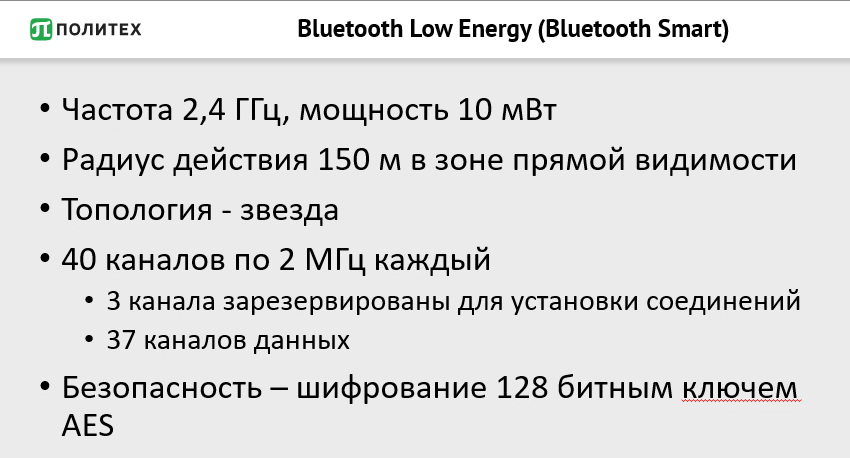 ПОЛИТЕХ
Bluetooth Low Energy (Bluetooth Smart)
• Частота 2,4 ГГц, мощность 10 мВт
• Радиус действия 150 м в зоне прямой видимости
• Топология - звезда
• 40 каналов по 2 МГц каждый
• 3 канала зарезервированы для установки соединений
• 37 каналов данных
• Безопасность – шифрование 128 битным ключем
AES